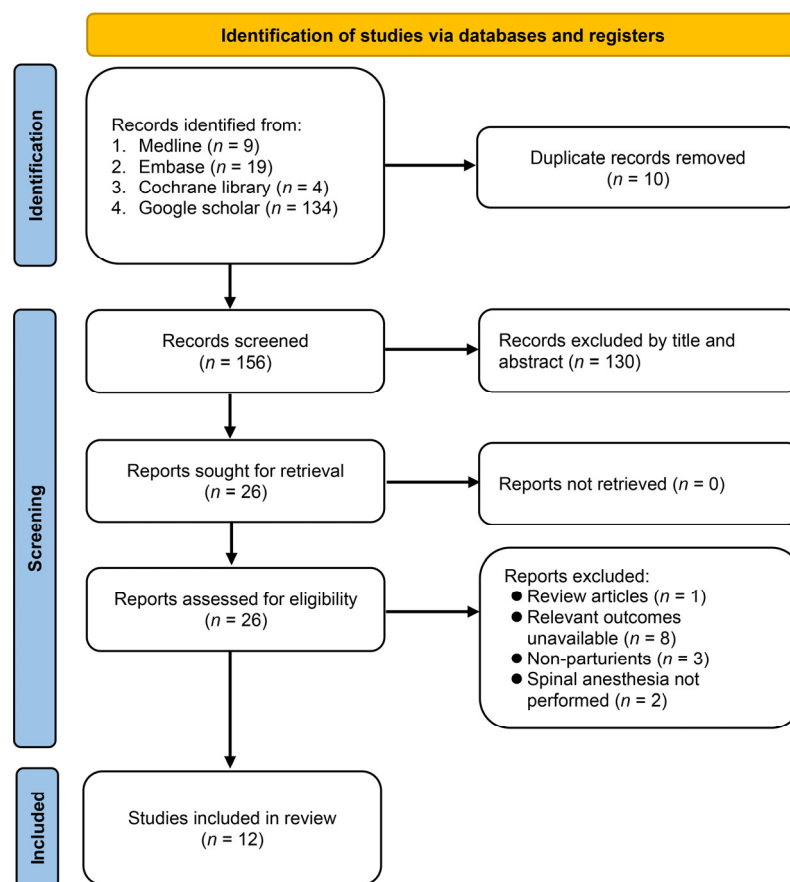 Identification of studies via databases and registers
Identification
Records identified from:
1. Medline (n = 9)
2. Embase (n = 19)
3. Cochrane library (n = 4)
4. Google scholar (n = 134)
Duplicate records removed
(n = 10)
Screening
Records screened
(n = 156)
Records excluded by title and
abstract (n = 130)
Reports sought for retrieval
(n = 26)
Reports not retrieved (n = 0)
Reports assessed for eligibility
(n = 26)
Reports excluded:
● Review articles (n = 1)
● Relevant outcomes
unavailable (n = 8)
● Non-parturients (n = 3)
● Spinal anesthesia not
performed (n = 2)
Included
Studies included in review
(n = 12)